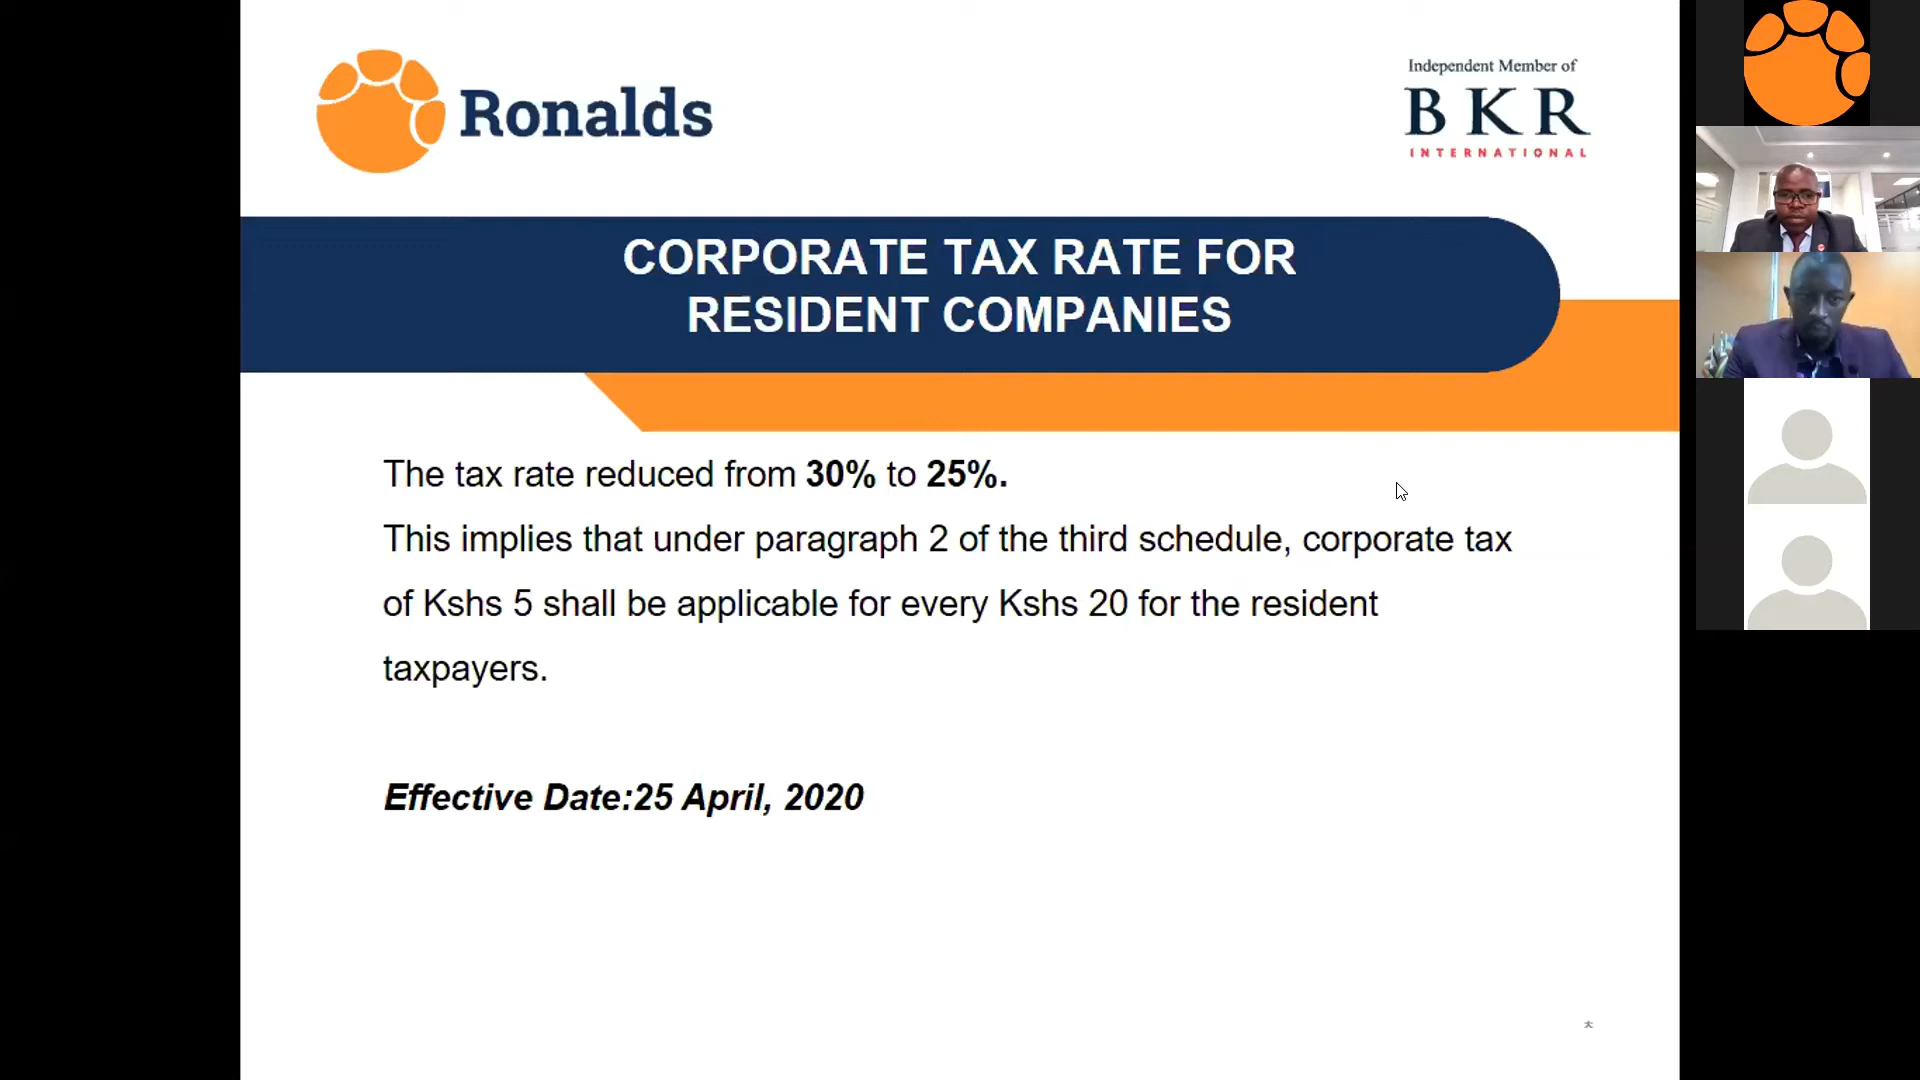 Ronalds
Independent Member of
BKR
INTERNATIONAL
CORPORATE TAX RATE FOR
RESIDENT COMPANIES
The tax rate reduced from 30% to 25%.
This implies that under paragraph 2 of the third schedule, corporate tax
of Kshs 5 shall be applicable for every Kshs 20 for the resident
taxpayers.
Effective Date:25 April, 2020